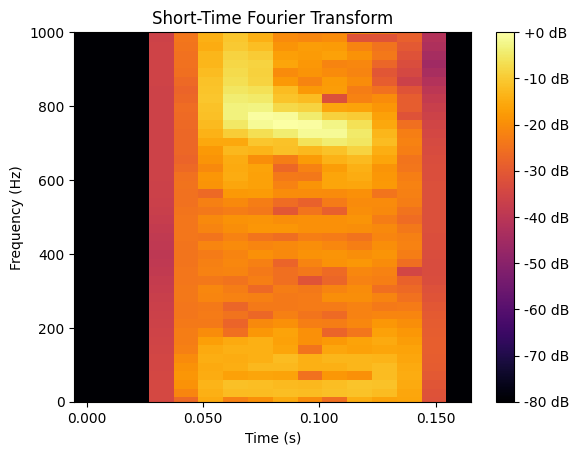 Short-Time Fourier Transform
Frequency (Hz)
1000
800
600
400
200
0
0.000
0.050
0.100
0.150
Time (s)
+0 dB
-10 dB
-20 dB
-30 dB
-40 dB
-50 dB
-60 dB
-70 dB
-80 dB